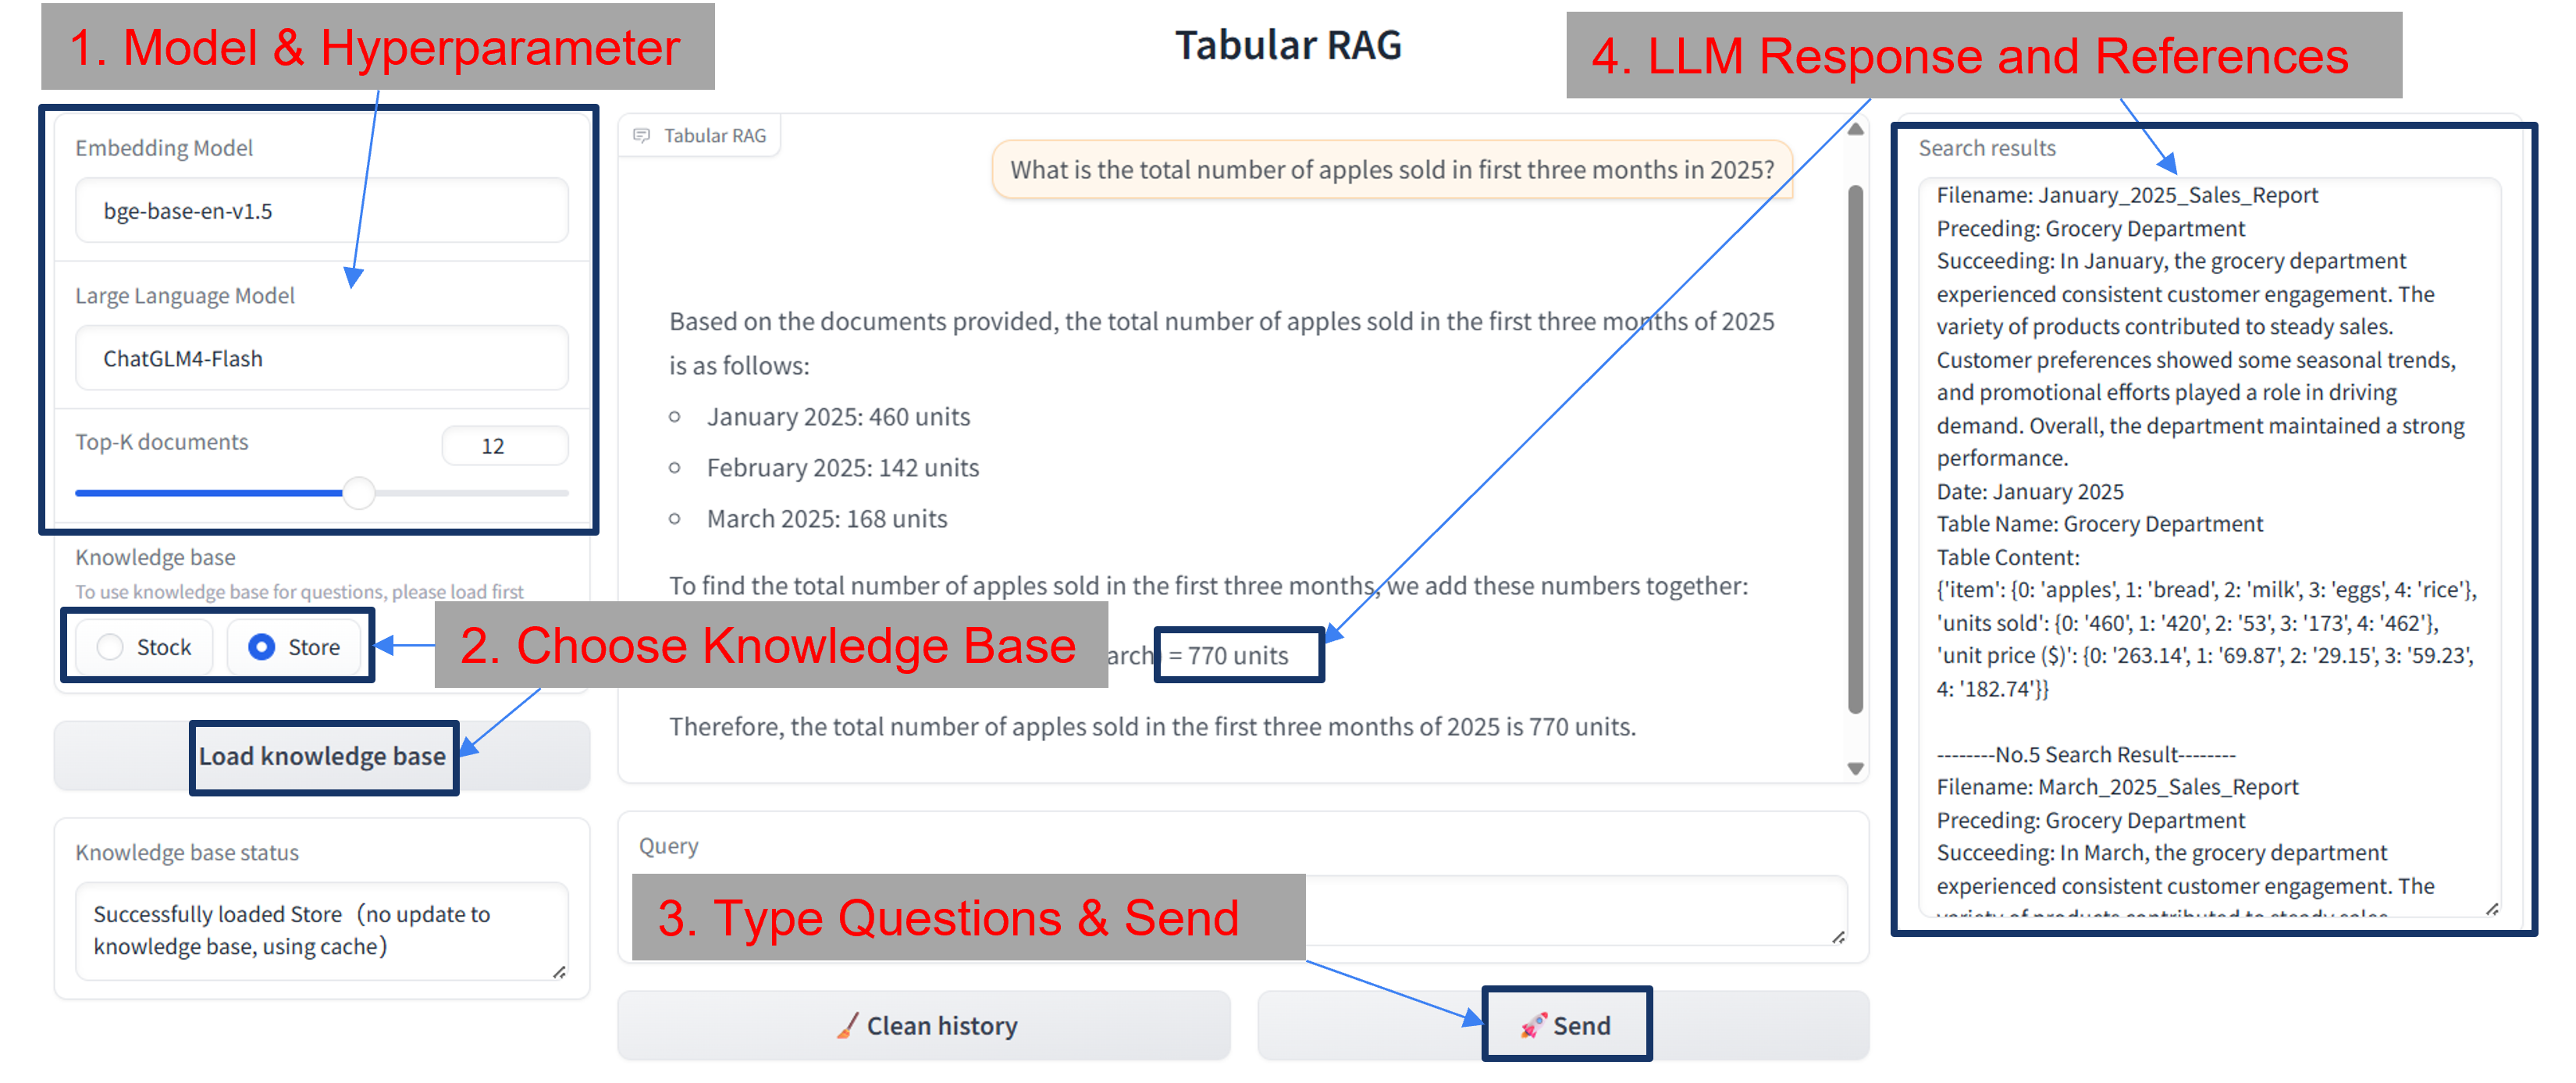 1. Model & Hyperparameter
Tabular RAG
4. LLM Response and References
Embedding Model
bge-base-en-v1.5
Large Language Model
ChatGLM4-Flash
Top-K documents
12
Knowledge base
To use knowledge base for questions, please load first
Stock
Store
2. Choose Knowledge Base
Load knowledge base
Knowledge base status
Successfully loaded Store（no update to
knowledge base, using cache）
Tabular RAG
What is the total number of apples sold in first three months in 2025?
Based on the documents provided, the total number of apples sold in the first three months of 2025
is as follows:
January 2025: 460 units
February 2025: 142 units
March 2025: 168 units
To find the total number of apples sold in the first three months, we add these numbers together:
arch) = 770 units
Therefore, the total number of apples sold in the first three months of 2025 is 770 units.
Query
3. Type Questions & Send
Clean history
Send
Search results
Filename: January_2025_Sales_Report
Preceding: Grocery Department
Succeeding: In January, the grocery department
experienced consistent customer engagement. The
variety of products contributed to steady sales.
Customer preferences showed some seasonal trends,
and promotional efforts played a role in driving
demand. Overall, the department maintained a strong
performance.
Date: January 2025
Table Name: Grocery Department
Table Content:
{'item': {0: 'apples', 1: 'bread', 2: 'milk', 3: 'eggs', 4: 'rice'},
'units sold': {0: '460', 1: '420', 2: '53', 3: '173', 4: '462'},
'unit price ($)': {0: '263.14', 1: '69.87', 2: '29.15', 3: '59.23',
4: '182.74'}}
--------No.5 Search Result--------
Filename: March_2025_Sales_Report
Preceding: Grocery Department
Succeeding: In March, the grocery department
experienced consistent customer engagement. The
variety of products contributed to steady sales.